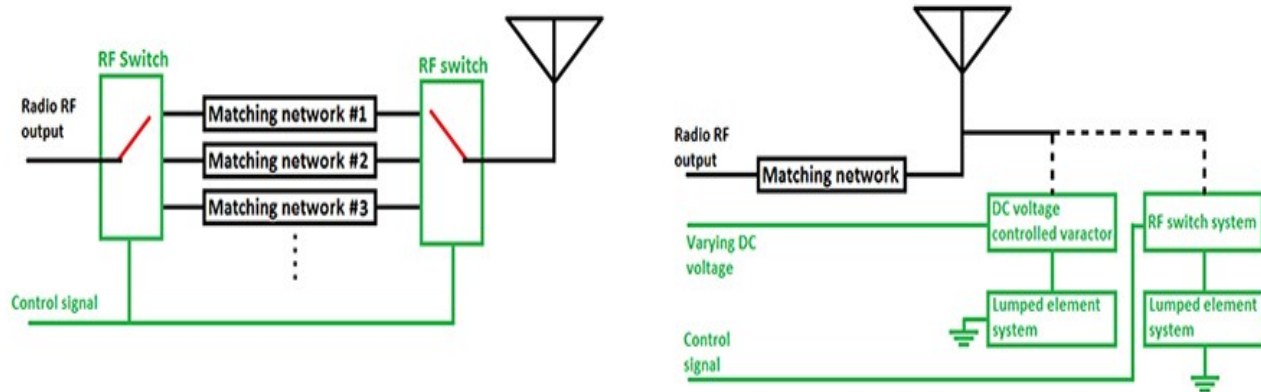 RF Switch
RF switch
Radio RF
output
Matching network #1
Matching network #2
Matching network #3
Control signal
Radio RF
output
Matching network
DC voltage
controlled varactor
RF switch system
Varying DC
voltage
Lumped element
system
Lumped element
system
Control
signal